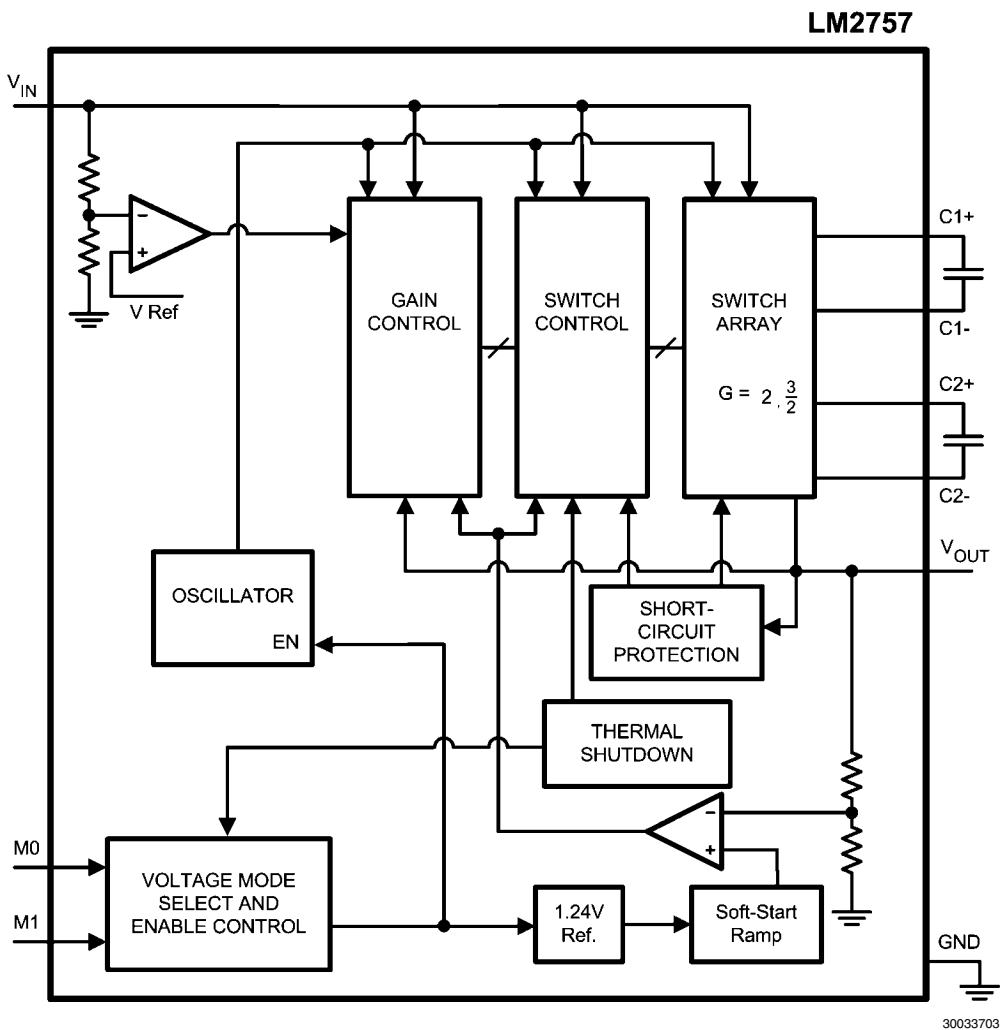 LM2757
VIN
C1+
GAIN
CONTROL
SWITCH
CONTROL
SWITCH
ARRAY
V Ref
−
+
C1-
G = 2, 3/2
C2+
C2-
VOUT
OSCILLATOR
EN
SHORT-
CIRCUIT
PROTECTION
THERMAL
SHUTDOWN
−
+
M0
M1
VOLTAGE MODE
SELECT AND
ENABLE CONTROL
1.24V
Ref.
Soft-Start
Ramp
GND
30033703